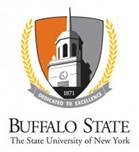 DEDICATED TO EXCELLENCE
1871
BUFFALO STATE
The State University of New York